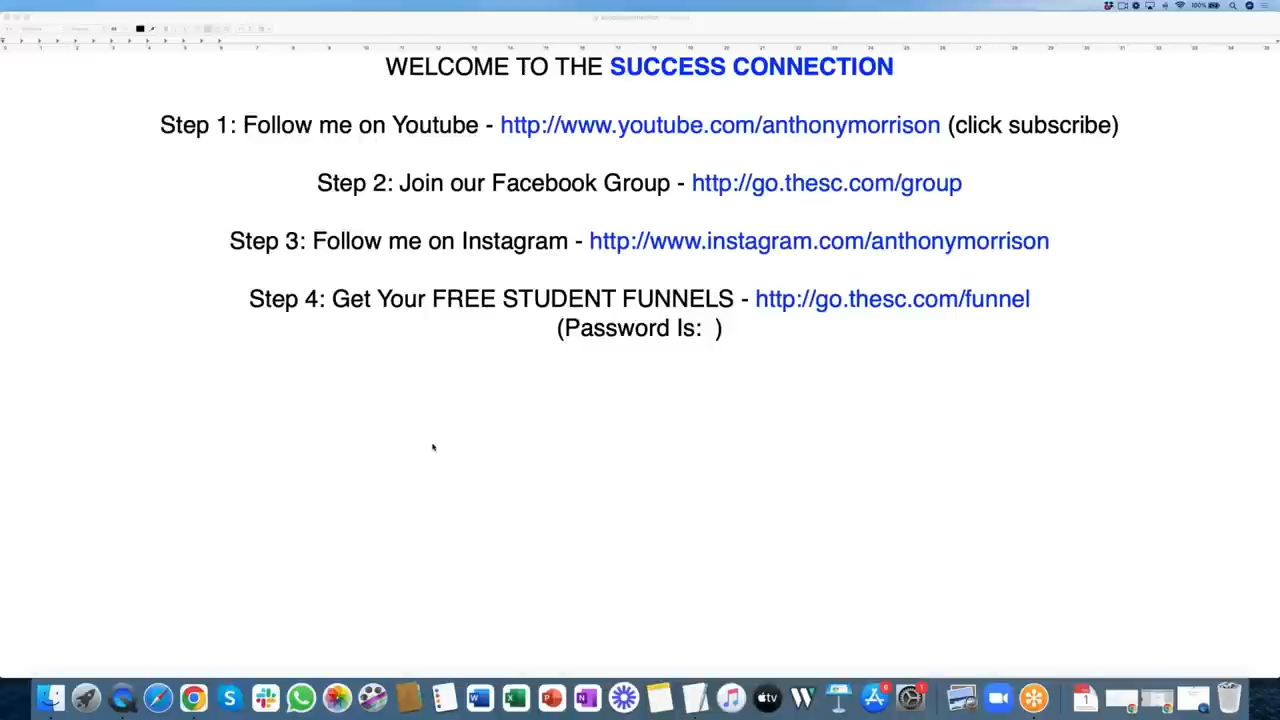 100%
WELCOME TO THE SUCCESS CONNECTION
Step 1: Follow me on Youtube - http://www.youtube.com/anthonymorrison (click subscribe)
Step 2: Join our Facebook Group - http://go.thesc.com/group
Step 3: Follow me on Instagram - http://www.instagram.com/anthonymorrison
Step 4: Get Your FREE STUDENT FUNNELS - http://go.thesc.com/funnel
(Password Is:  )